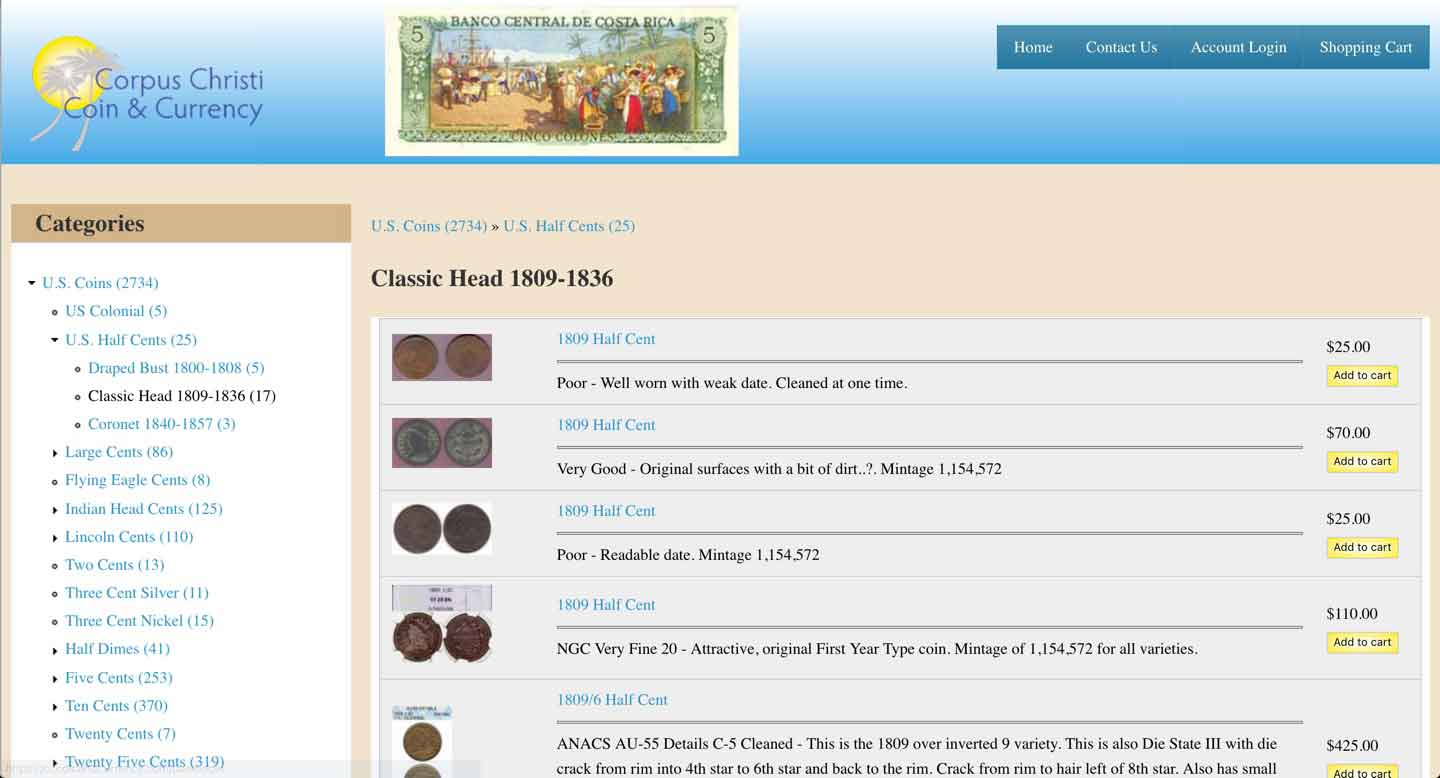 BANCO CENTRAL DE COSTA RICA
5 5
CINCO COLONES
Corpus Christi
Coin & Currency
Home Contact Us Account Login Shopping Cart
Categories
U.S. Coins (2734)
US Colonial (5)
U.S. Half Cents (25)
Draped Bust 1800-1808 (5)
Classic Head 1809-1836 (17)
Coronet 1840-1857 (3)
Large Cents (86)
Flying Eagle Cents (8)
Indian Head Cents (125)
Lincoln Cents (110)
Two Cents (13)
Three Cent Silver (11)
Three Cent Nickel (15)
Half Dimes (41)
Five Cents (253)
Ten Cents (370)
Twenty Cents (7)
Twenty Five Cents (319)
U.S. Coins (2734) » U.S. Half Cents (25)
Classic Head 1809-1836
1809 Half Cent
Poor - Well worn with weak date. Cleaned at one time.
$25.00
Add to cart
1809 Half Cent
Very Good - Original surfaces with a bit of dirt..?. Mintage 1,154,572
$70.00
Add to cart
1809 Half Cent
Poor - Readable date. Mintage 1,154,572
$25.00
Add to cart
1809 Half Cent
NGC Very Fine 20 - Attractive, original First Year Type coin. Mintage of 1,154,572 for all varieties.
$110.00
Add to cart
1809/6 Half Cent
ANACS AU-55 Details C-5 Cleaned - This is the 1809 over inverted 9 variety. This is also Die State III with die
crack from rim into 4th star to 6th star and back to the rim. Crack from rim to hair left of 8th star. Also has small
$425.00
Add to cart